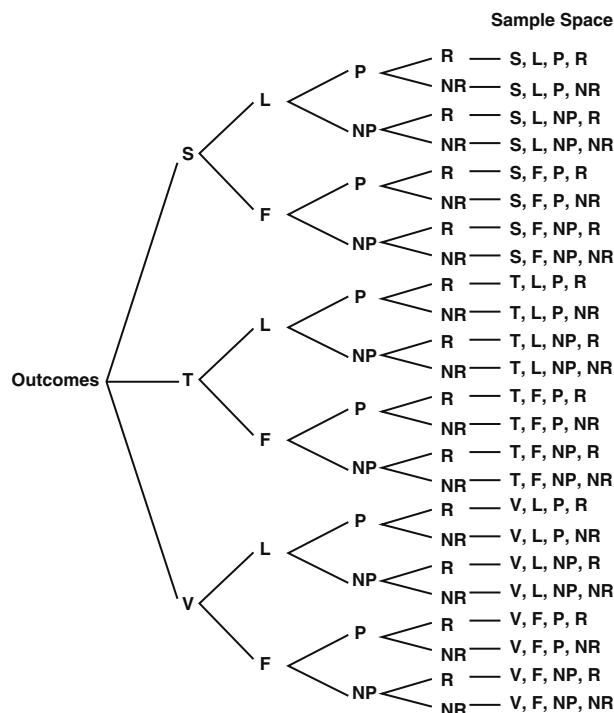 Sample Space
R S, L, P, R
P
NR S, L, P, NR
L
R S, L, NP, R
NP
NR S, L, NP, NR
S
R S, F, P, R
P
NR S, F, P, NR
F
R S, F, NP, R
NP
NR S, F, NP, NR
R T, L, P, R
P
NR T, L, P, NR
L
R T, L, NP, R
NP
NR T, L, NP, NR
Outcomes T
R T, F, P, R
P
NR T, F, P, NR
F
R T, F, NP, R
NP
NR T, F, NP, NR
R V, L, P, R
P
NR V, L, P, NR
L
R V, L, NP, R
NP
NR V, L, NP, NR
V
R V, F, P, R
P
NR V, F, P, NR
F
R V, F, NP, R
NP
NR V, F, NP, NR